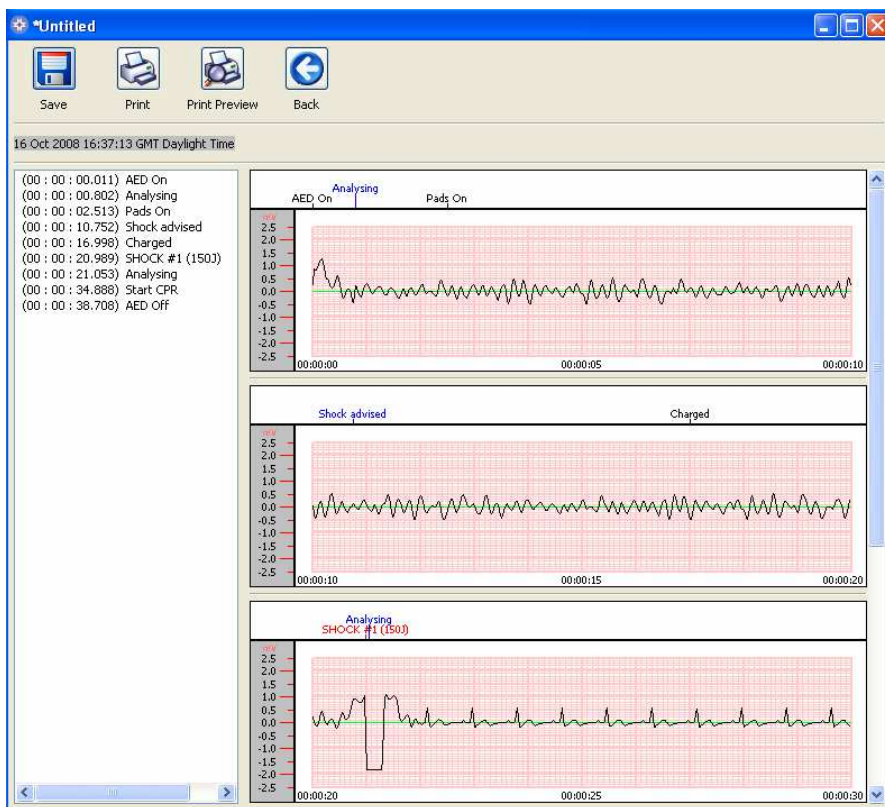 *Untitled
Save Print Print Preview Back
16 Oct 2008 16:37:13 GMT Daylight Time
(00 : 00 : 00.011) AED On
(00 : 00 : 00.802) Analysing
(00 : 00 : 02.513) Pads On
(00 : 00 : 10.752) Shock advised
(00 : 00 : 16.998) Charged
(00 : 00 : 20.989) SHOCK #1 (150J)
(00 : 00 : 21.053) Analysing
(00 : 00 : 34.888) Start CPR
(00 : 00 : 38.708) AED Off
Analysing
AED On Pads On
mV
2.5
2.0
1.5
1.0
0.5
0.0
-0.5
-1.0
-1.5
-2.0
-2.5
00:00:00 00:00:05 00:00:10
Shock advised Charged
mV
2.5
2.0
1.5
1.0
0.5
0.0
-0.5
-1.0
-1.5
-2.0
-2.5
00:00:10 00:00:15 00:00:20
Analysing
SHOCK #1 (150J)
mV
2.5
2.0
1.5
1.0
0.5
0.0
-0.5
-1.0
-1.5
-2.0
-2.5
00:00:20 00:00:25 00:00:30